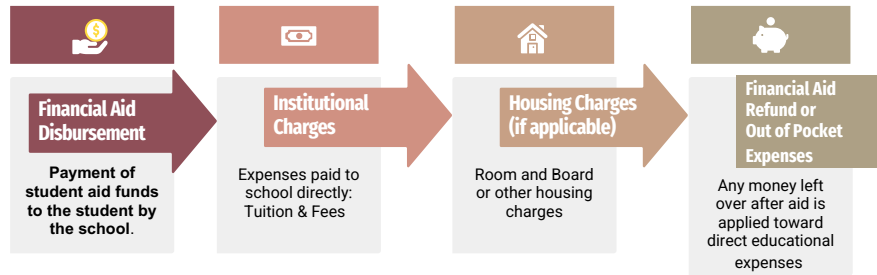 Financial Aid
Disbursement
Payment of
student aid funds
to the student by
the school.
Institutional
Charges
Expenses paid to
school directly:
Tuition & Fees
Housing Charges
(if applicable)
Room and Board
or other housing
charges
Financial Aid
Refund or
Out of Pocket
Expenses
Any money left
over after aid is
applied toward
direct educational
expenses